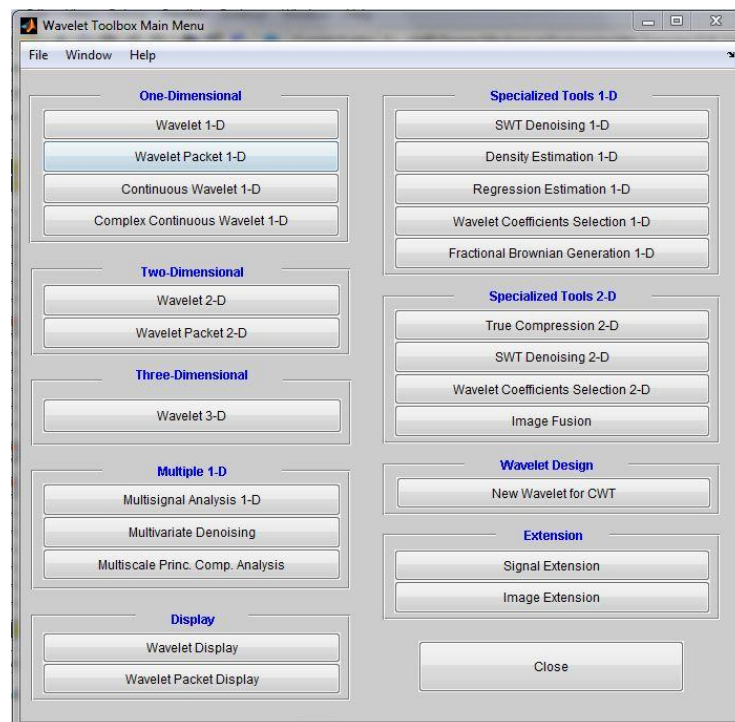 Wavelet Toolbox Main Menu
File Window Help
One-Dimensional
Wavelet 1-D
Wavelet Packet 1-D
Continuous Wavelet 1-D
Complex Continuous Wavelet 1-D
Two-Dimensional
Wavelet 2-D
Wavelet Packet 2-D
Three-Dimensional
Wavelet 3-D
Multiple 1-D
Multisignal Analysis 1-D
Multivariate Denoising
Multiscale Princ. Comp. Analysis
Display
Wavelet Display
Wavelet Packet Display
Specialized Tools 1-D
SWT Denoising 1-D
Density Estimation 1-D
Regression Estimation 1-D
Wavelet Coefficients Selection 1-D
Fractional Brownian Generation 1-D
Specialized Tools 2-D
True Compression 2-D
SWT Denoising 2-D
Wavelet Coefficients Selection 2-D
Image Fusion
Wavelet Design
New Wavelet for CWT
Extension
Signal Extension
Image Extension
Close